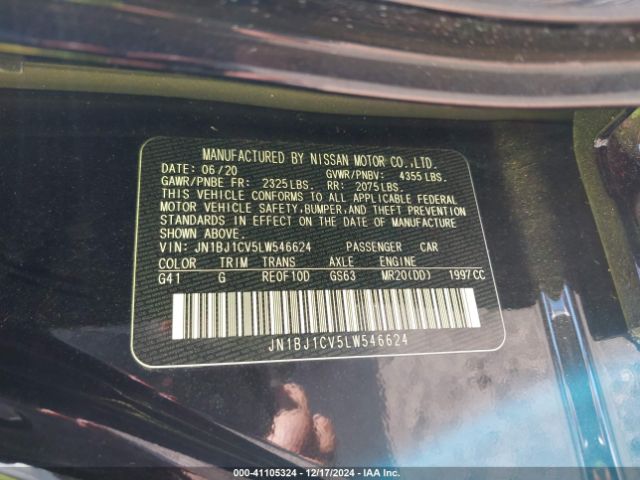 MANUFACTURED BY NISSAN MOTOR CO.,LTD.
DATE: 06/20 GVWR/PNBV: 4355 LBS.
GAWR/PNBE FR: 2325 LBS. RR: 2075 LBS.
THIS VEHICLE CONFORMS TO ALL APPLICABLE FEDERAL
MOTOR VEHICLE SAFETY, BUMPER, AND THEFT PREVENTION
STANDARDS IN EFFECT ON THE DATE OF MANUFACTURE
SHOWN ABOVE.
VIN: JN1BJ1CV5LW546624 PASSENGER CAR
COLOR TRIM TRANS AXLE ENGINE
G41 G RE0F10D GS63 MR20(DD) 1997CC
JN1BJ1CV5LW546624
000-41105324 | 12/17/2024 | IAA Inc.